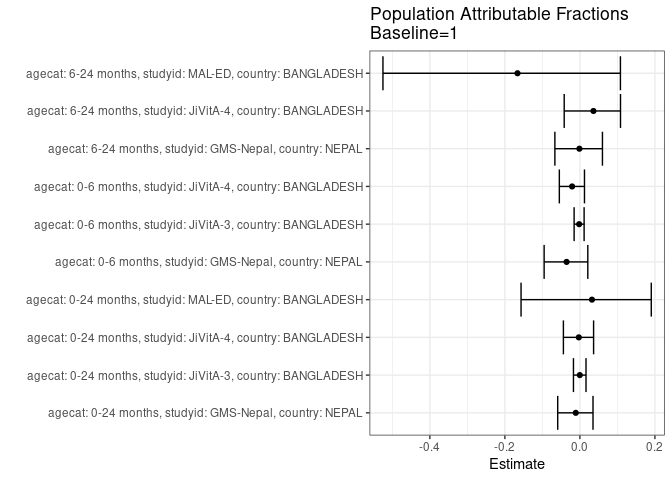 Population Attributable Fractions
Baseline=1
agecat: 6-24 months, studyid: MAL-ED, country: BANGLADESH
agecat: 6-24 months, studyid: JiVitA-4, country: BANGLADESH
agecat: 6-24 months, studyid: GMS-Nepal, country: NEPAL
agecat: 0-6 months, studyid: JiVitA-4, country: BANGLADESH
agecat: 0-6 months, studyid: JiVitA-3, country: BANGLADESH
agecat: 0-6 months, studyid: GMS-Nepal, country: NEPAL
agecat: 0-24 months, studyid: MAL-ED, country: BANGLADESH
agecat: 0-24 months, studyid: JiVitA-4, country: BANGLADESH
agecat: 0-24 months, studyid: JiVitA-3, country: BANGLADESH
agecat: 0-24 months, studyid: GMS-Nepal, country: NEPAL
-0.4 -0.2 0.0 0.2
Estimate